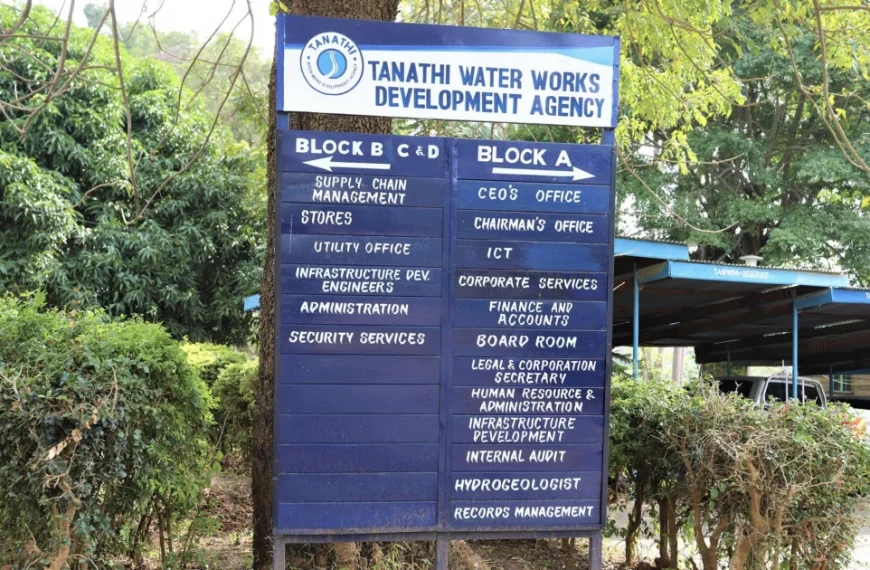 TANATHI
TANATHI WATER WORKS
DEVELOPMENT AGENCY
BLOCK B C & D
SUPPLY CHAIN
MANAGEMENT
STORES
UTILITY OFFICE
INFRASTRUCTURE DEV.
ENGINEERS
ADMINISTRATION
SECURITY SERVICES
BLOCK A
CEO'S OFFICE
CHAIRMAN'S OFFICE
ICT
CORPORATE SERVICES
FINANCE AND
ACCOUNTS
BOARD ROOM
LEGAL & CORPORATION
SECRETARY
HUMAN RESOURCE &
ADMINISTRATION
INFRASTRUCTURE
DEVELOPMENT
INTERNAL AUDIT
HYDROGEOLOGIST
RECORDS MANAGEMENT
RESERVED